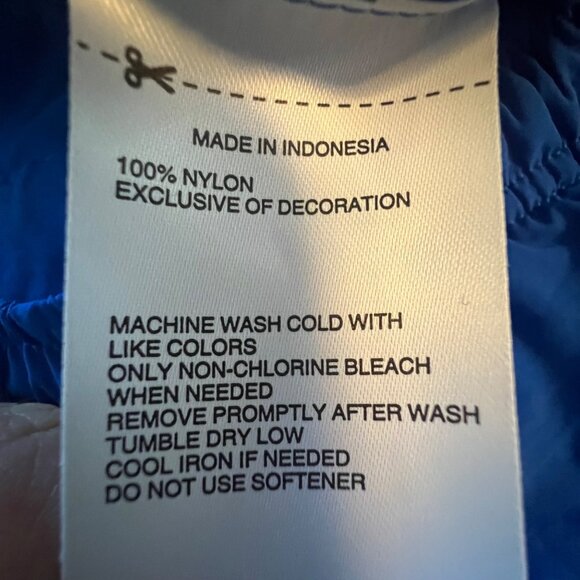 MADE IN INDONESIA
100% NYLON
EXCLUSIVE OF DECORATION
MACHINE WASH COLD WITH
LIKE COLORS
ONLY NON-CHLORINE BLEACH
WHEN NEEDED
REMOVE PROMPTLY AFTER WASH
TUMBLE DRY LOW
COOL IRON IF NEEDED
DO NOT USE SOFTENER